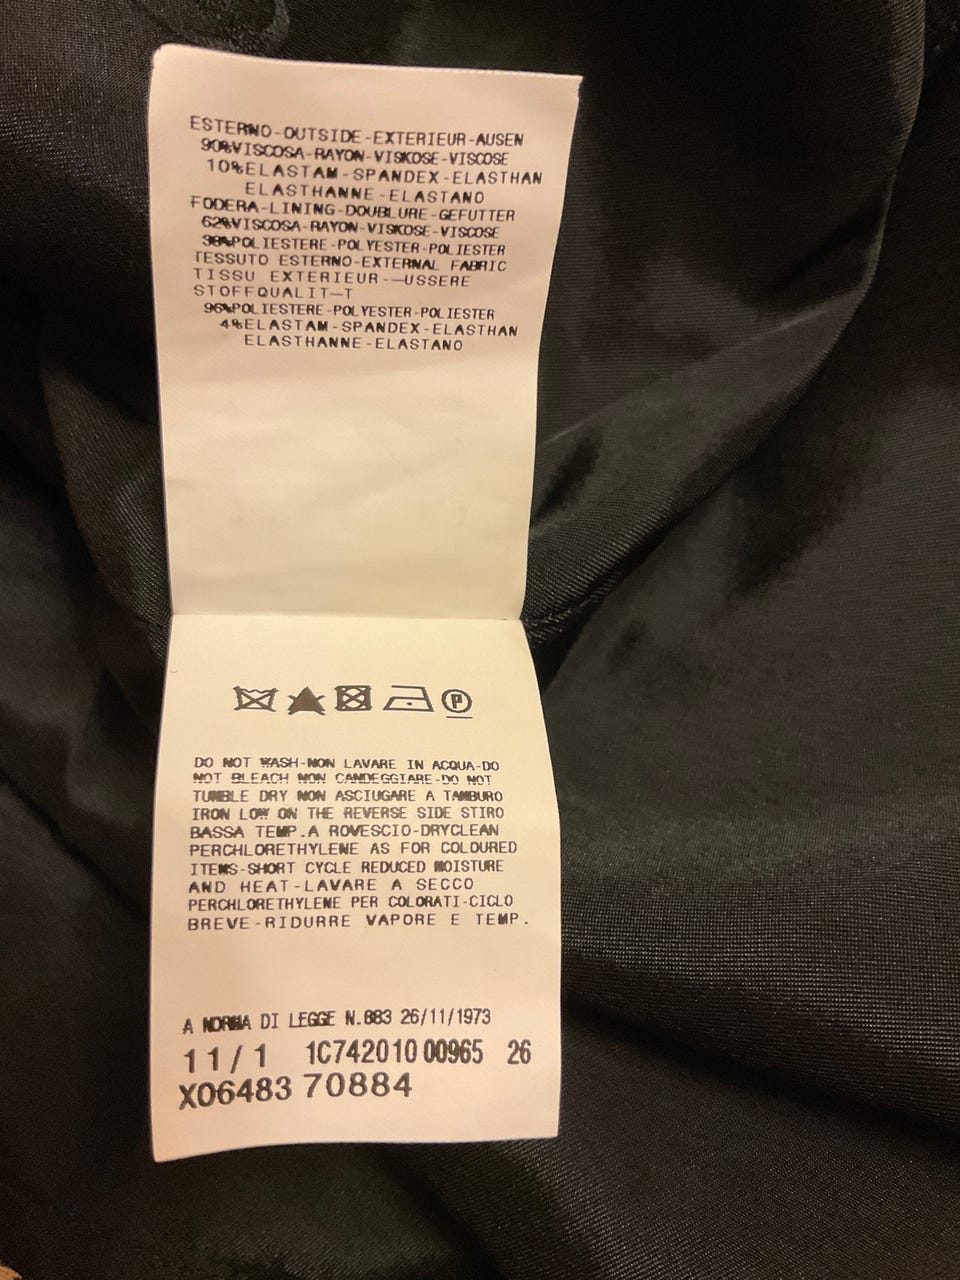 ESTERNO-OUTSIDE-EXTERIEUR-AUSEN
90%VISCOSA-RAYON-VISKOSE-VISCOSE
10%ELASTAM-SPANDEX-ELASTHAN
ELASTHANNE-ELASTANO
FODERA-LINING-DOUBLURE-GEFUTTER
62%VISCOSA-RAYON-VISKOSE-VISCOSE
38%POLIESTERE-POLYESTER-POLIESTER
TESSUTO ESTERNO-EXTERNAL FABRIC
TISSU EXTERIEUR-—USSERE
STOFFQUALIT—T
96%POLIESTERE-POLYESTER-POLIESTER
4%ELASTAM-SPANDEX-ELASTHAN
ELASTHANNE-ELASTANO
P
DO NOT WASH-NON LAVARE IN ACQUA-DO
NOT BLEACH NON CANDEGGIARE-DO NOT
TUMBLE DRY NON ASCIUGARE A TAMBURO
IRON LOW ON THE REVERSE SIDE STIRO
BASSA TEMP.A ROVESCIO-DRYCLEAN
PERCHLORETHYLENE AS FOR COLOURED
ITEMS-SHORT CYCLE REDUCED MOISTURE
AND HEAT-LAVARE A SECCO
PERCHLORETHYLENE PER COLORATI-CICLO
BREVE-RIDURRE VAPORE E TEMP.
A NORMA DI LEGGE N.883 26/11/1973
11/1 1C742010 00965 26
X06483 70884